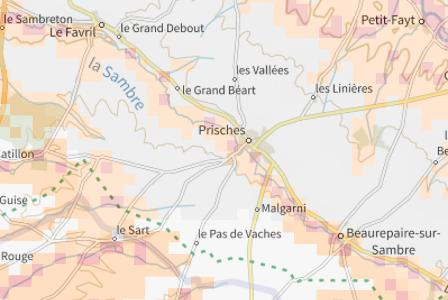 le Sambreton
Petit-Fayt
Le Favril
le Grand Debout
la Sambre
les Vallées
le Grand Béart
les Linières
Prisches
atillon
Be
Guise
Malgarni
le Sart
le Pas de Vaches
Beaurepaire-sur-
Sambre
Rouge